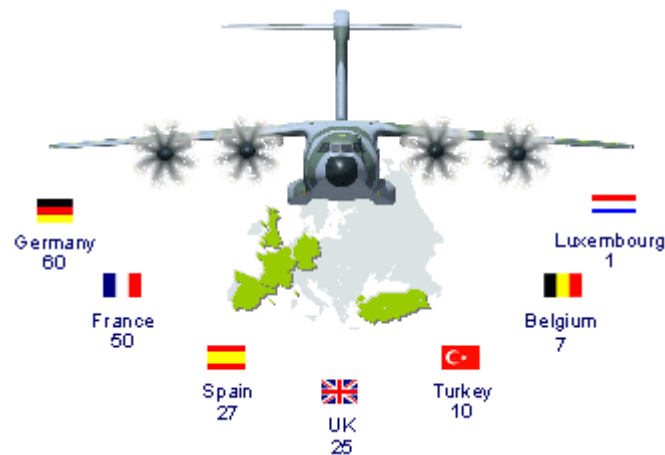 Germany
60
Luxembourg
1
France
50
Belgium
7
Spain
27
Turkey
10
UK
25